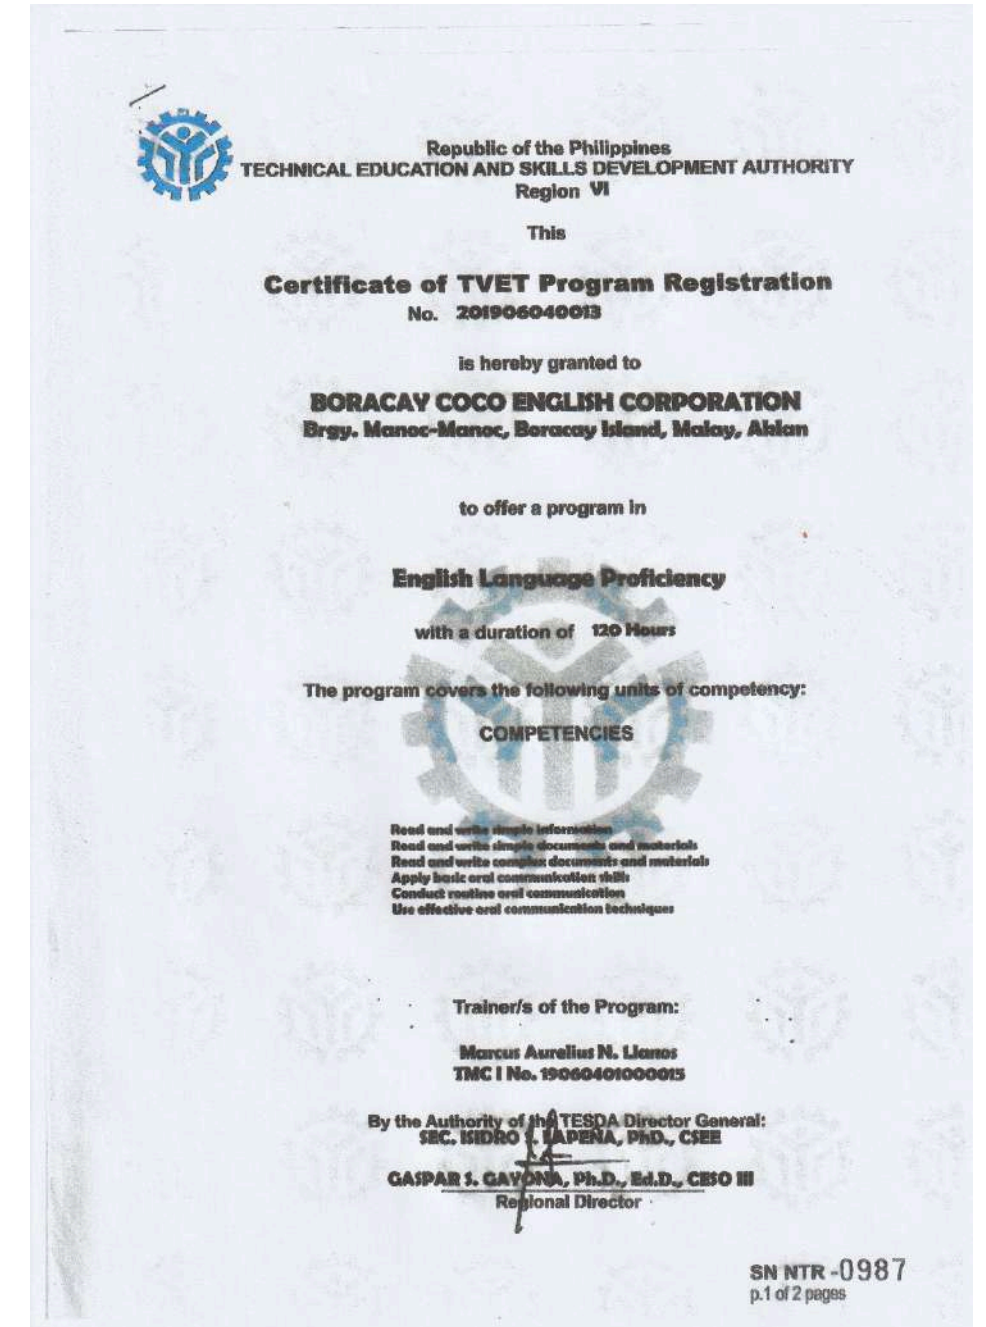 Republic of the Philippines
TECHNICAL EDUCATION AND SKILLS DEVELOPMENT AUTHORITY
Region VI
This
Certificate of TVET Program Registration
No. 201906040013
is hereby granted to
BORACAY COCO ENGLISH CORPORATION
Brgy. Manoc-Manoc, Boracay Island, Malay, Aklan
to offer a program in
English Language Proficiency
with a duration of 120 Hours
The program covers the following units of competency:
COMPETENCIES
Read and write simple information
Read and write simple documents and materials
Read and write complex documents and materials
Apply basic oral communication skills
Conduct routine oral communication
Use effective oral communication techniques
Trainer/s of the Program:
Marcus Aurelius N. Llanos
TMC I No. 19060401000015
By the Authority of the TESDA Director General:
SEC. ISIDRO S. LAPEÑA, PhD., CSEE
GASPAR S. GAYONA, Ph.D., Ed.D., CESO III
Regional Director
SN NTR -0987
p.1 of 2 pages